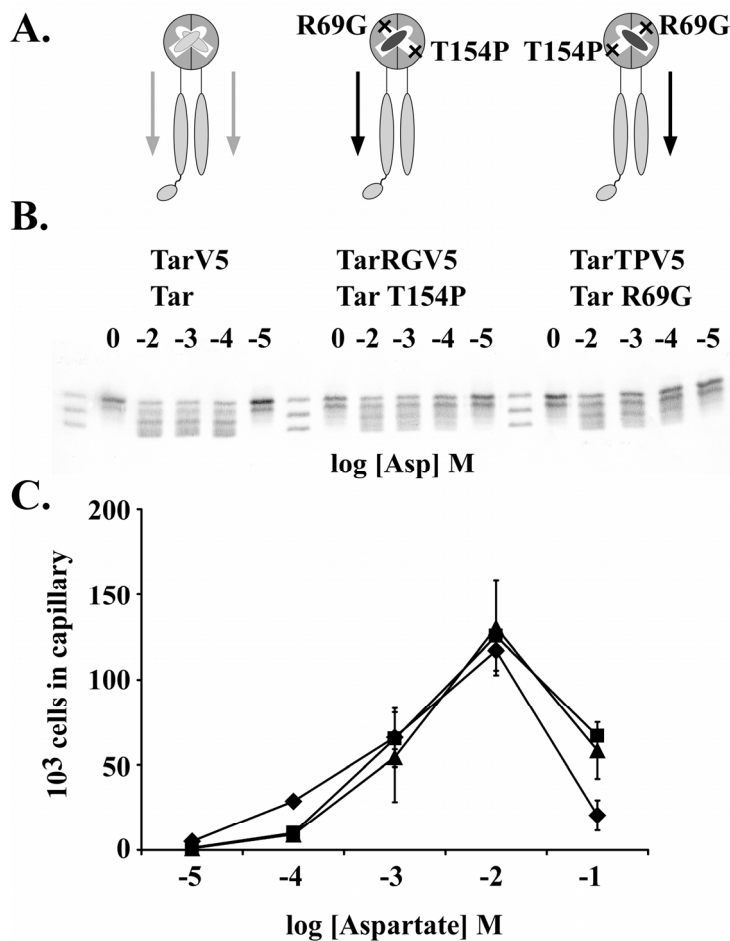 A.
R69G
T154P
R69G
T154P
B.
TarV5 TarRGV5 TarTPV5
Tar Tar T154P Tar R69G
0 -2 -3 -4 -5 0 -2 -3 -4 -5 0 -2 -3 -4 -5
log [Asp] M
C.
200
150
100
50
0
10³ cells in capillary
-5 -4 -3 -2 -1
log [Aspartate] M